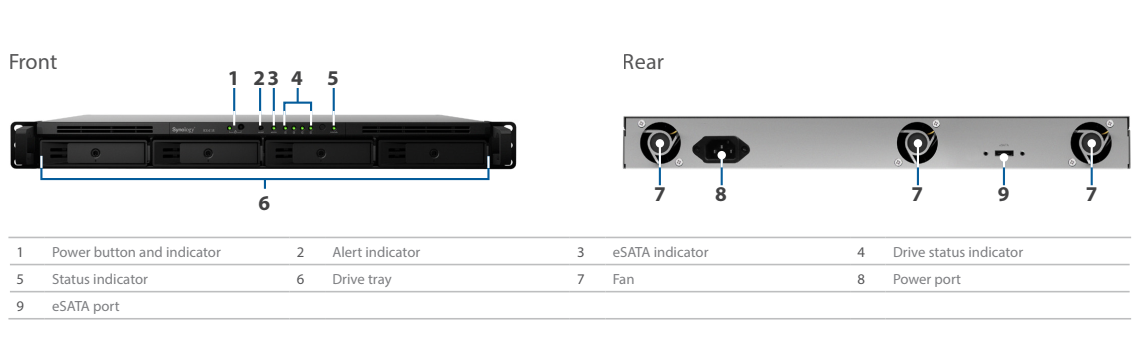 Front
Rear
1 2 3 4 5
Synology
6
7 8 7 9 7
1 Power button and indicator 2 Alert indicator 3 eSATA indicator 4 Drive status indicator
5 Status indicator 6 Drive tray 7 Fan 8 Power port
9 eSATA port